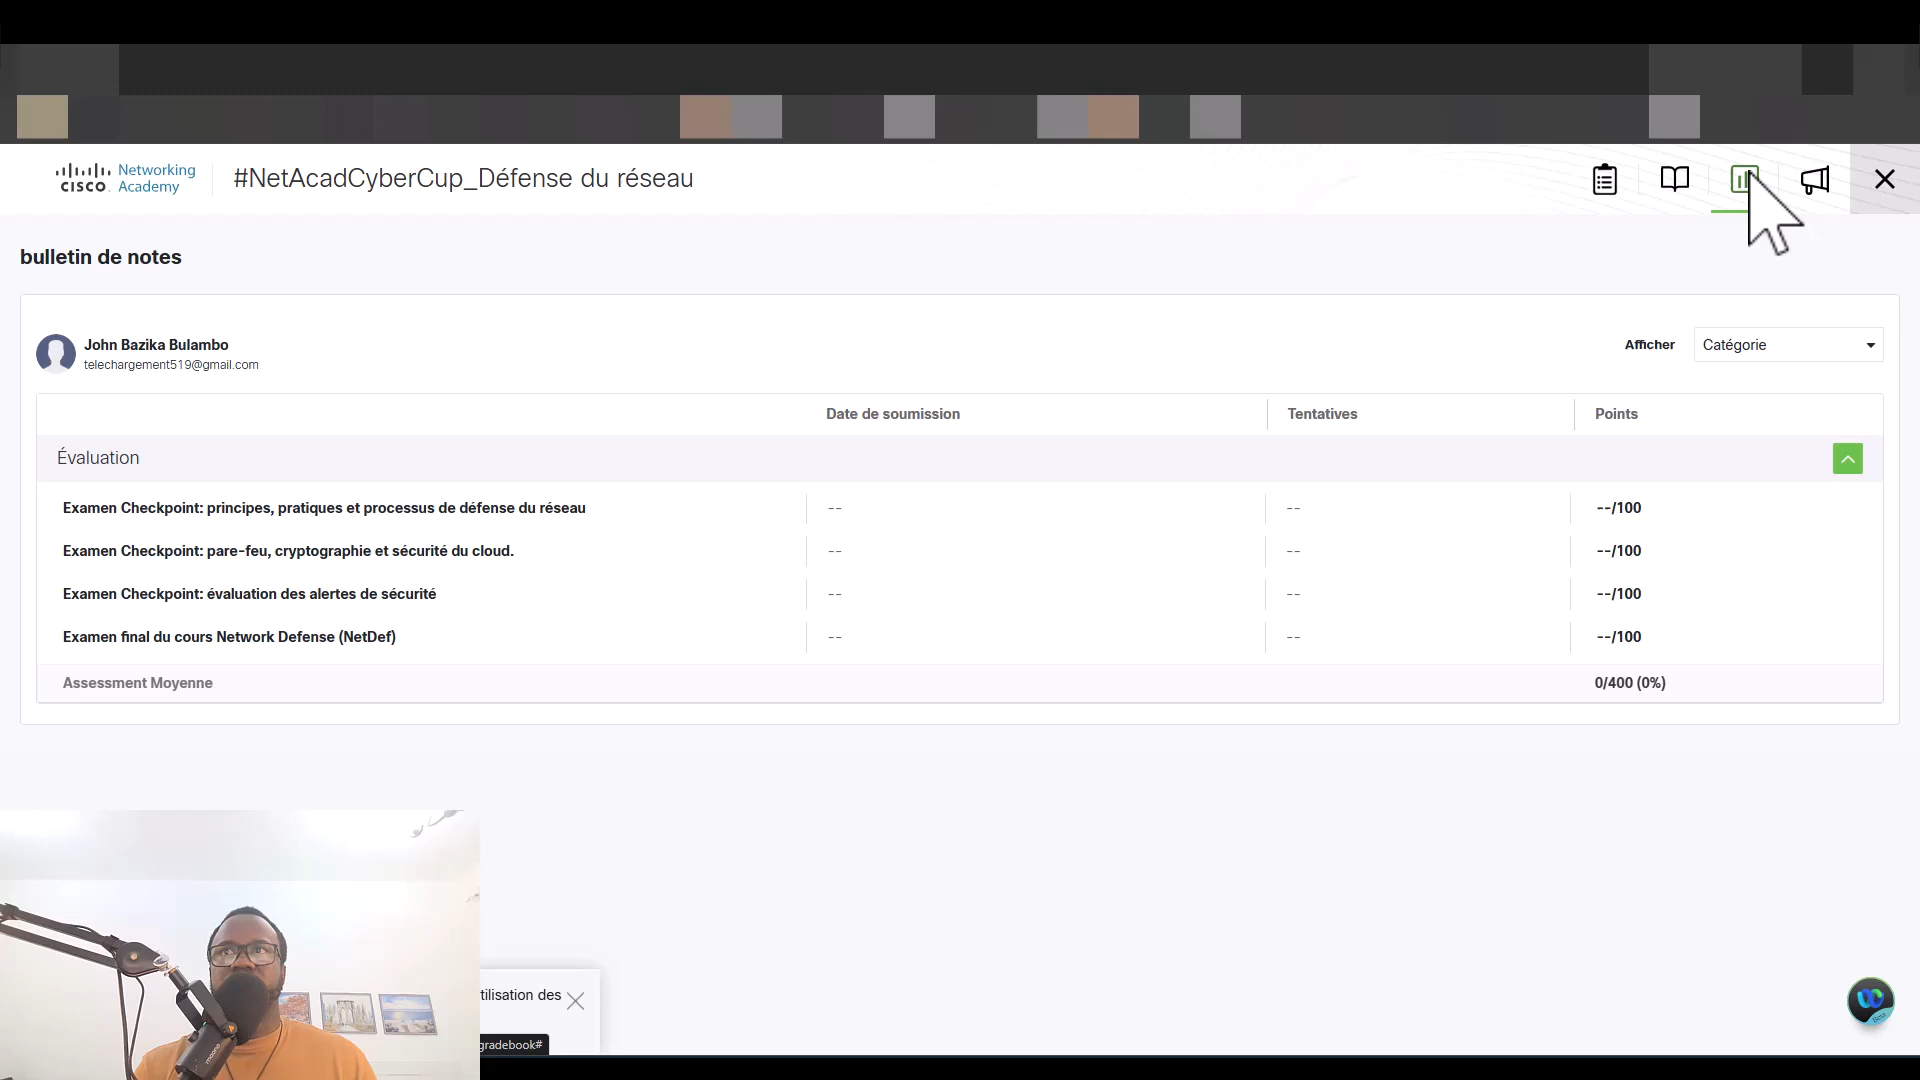 CISCO Networking Academy
#NetAcadCyberCup_Défense du réseau
bulletin de notes
John Bazika Bulambo
telechargement519@gmail.com
Afficher Catégorie
Date de soumission Tentatives Points
Évaluation
Examen Checkpoint: principes, pratiques et processus de défense du réseau -- -- --/100
Examen Checkpoint: pare-feu, cryptographie et sécurité du cloud. -- -- --/100
Examen Checkpoint: évaluation des alertes de sécurité -- -- --/100
Examen final du cours Network Defense (NetDef) -- -- --/100
Assessment Moyenne 0/400 (0%)
tilisation des
gradebook#
Beta
maono